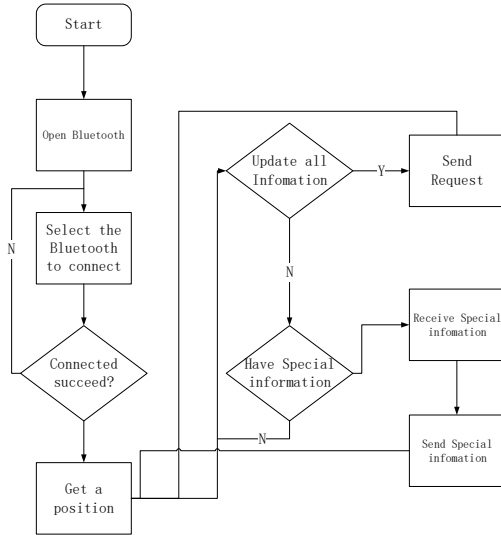 Start
Open Bluetooth
N
Select the
Bluetooth
to connect
Connected
succeed?
Get a
position
Update all
Infomation
Y
Send
Request
N
Have Special
information
N
Receive Special
infomation
Send Special
infomation